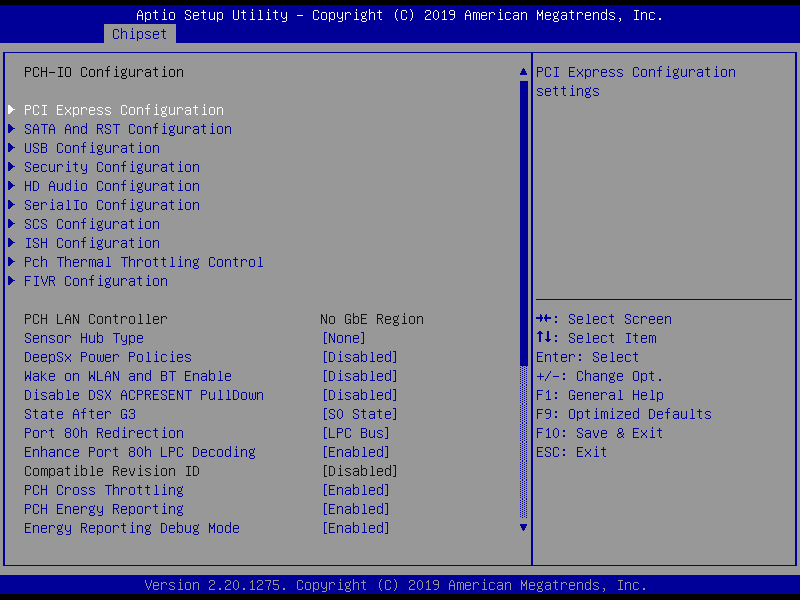 Aptio Setup Utility – Copyright (C) 2019 American Megatrends, Inc.
Chipset
PCH-IO Configuration
PCI Express Configuration
SATA And RST Configuration
USB Configuration
Security Configuration
HD Audio Configuration
SerialIo Configuration
SCS Configuration
ISH Configuration
Pch Thermal Throttling Control
FIVR Configuration
PCH LAN Controller No GbE Region
Sensor Hub Type [None]
DeepSx Power Policies [Disabled]
Wake on WLAN and BT Enable [Disabled]
Disable DSX ACPRESENT PullDown [Disabled]
State After G3 [S0 State]
Port 80h Redirection [LPC Bus]
Enhance Port 80h LPC Decoding [Enabled]
Compatible Revision ID [Disabled]
PCH Cross Throttling [Enabled]
PCH Energy Reporting [Enabled]
Energy Reporting Debug Mode [Enabled]
PCI Express Configuration
settings
→←: Select Screen
↑↓: Select Item
Enter: Select
+/-: Change Opt.
F1: General Help
F9: Optimized Defaults
F10: Save & Exit
ESC: Exit
Version 2.20.1275. Copyright (C) 2019 American Megatrends, Inc.